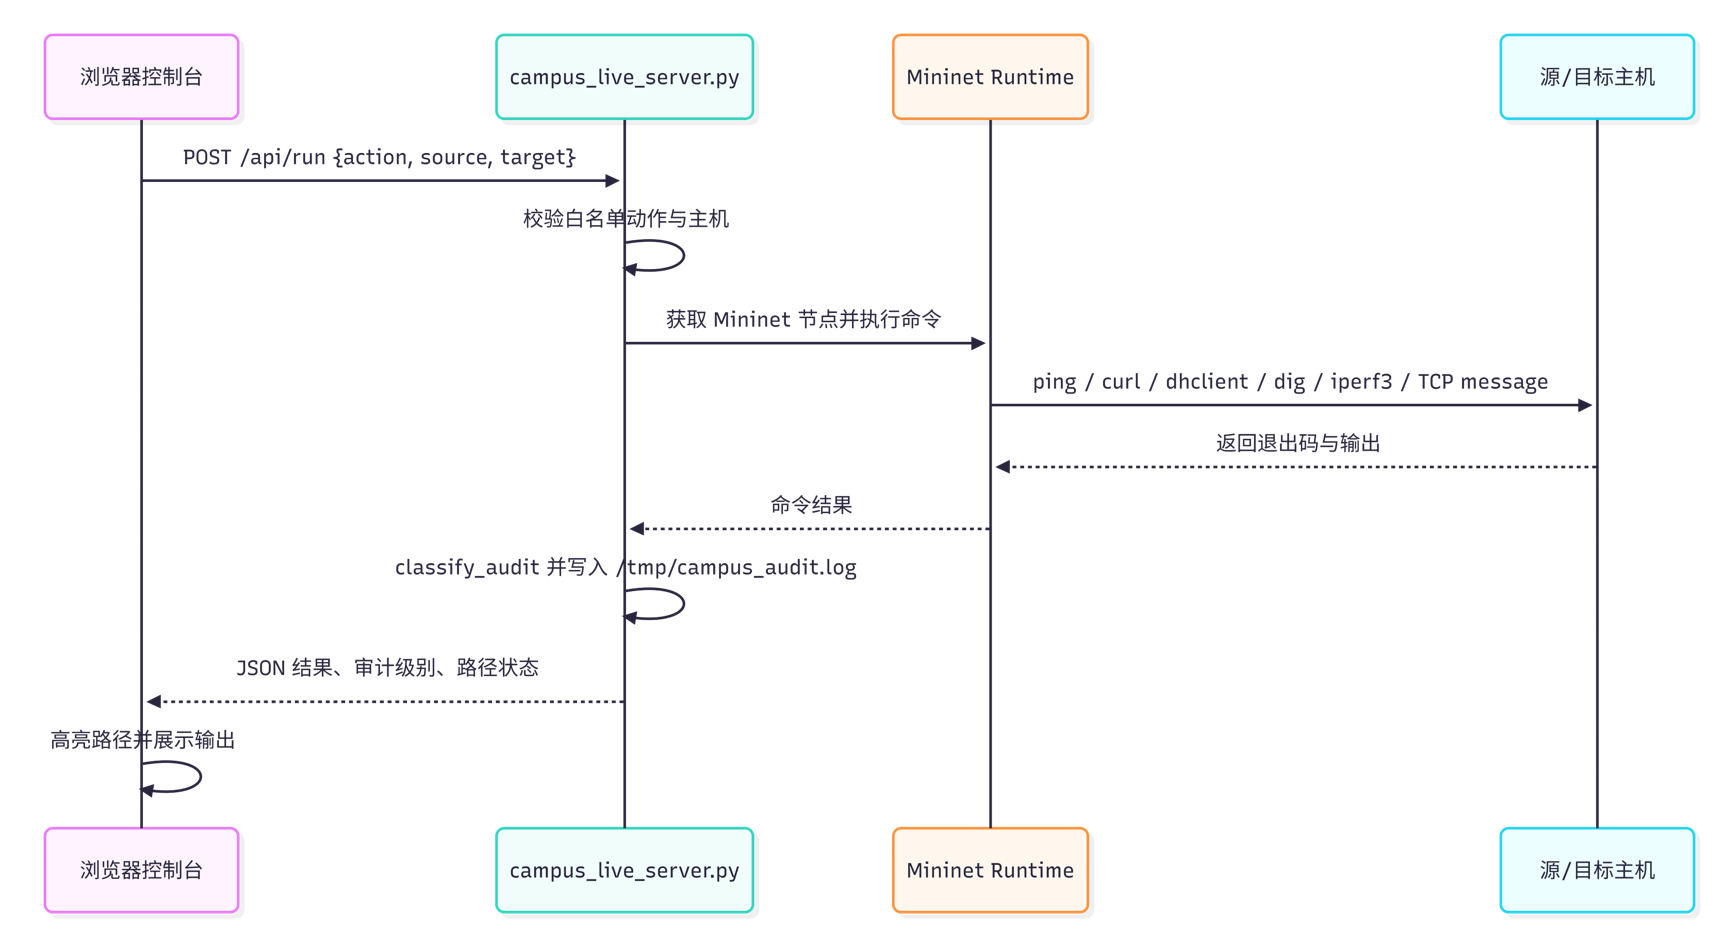 浏览器控制台
campus_live_server.py
Mininet Runtime
源/目标主机
POST /api/run {action, source, target}
校验白名单动作与主机
获取 Mininet 节点并执行命令
ping / curl / dhclient / dig / iperf3 / TCP message
返回退出码与输出
命令结果
classify_audit 并写入 /tmp/campus_audit.log
JSON 结果、审计级别、路径状态
高亮路径并展示输出
浏览器控制台
campus_live_server.py
Mininet Runtime
源/目标主机